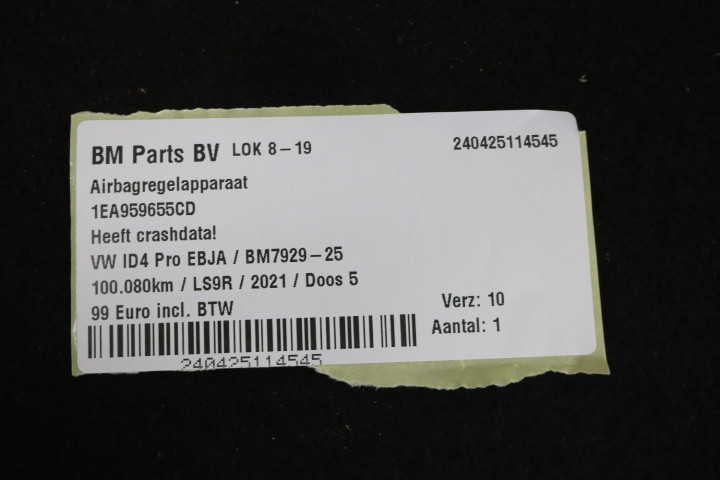 BM Parts BV LOK 8-19 240425114545
Airbagregelapparaat
1EA959655CD
Heeft crashdata!
VW ID4 Pro EBJA / BM7929-25
100.080km / LS9R / 2021 / Doos 5
99 Euro incl. BTW Verz: 10
Aantal: 1
240425114545